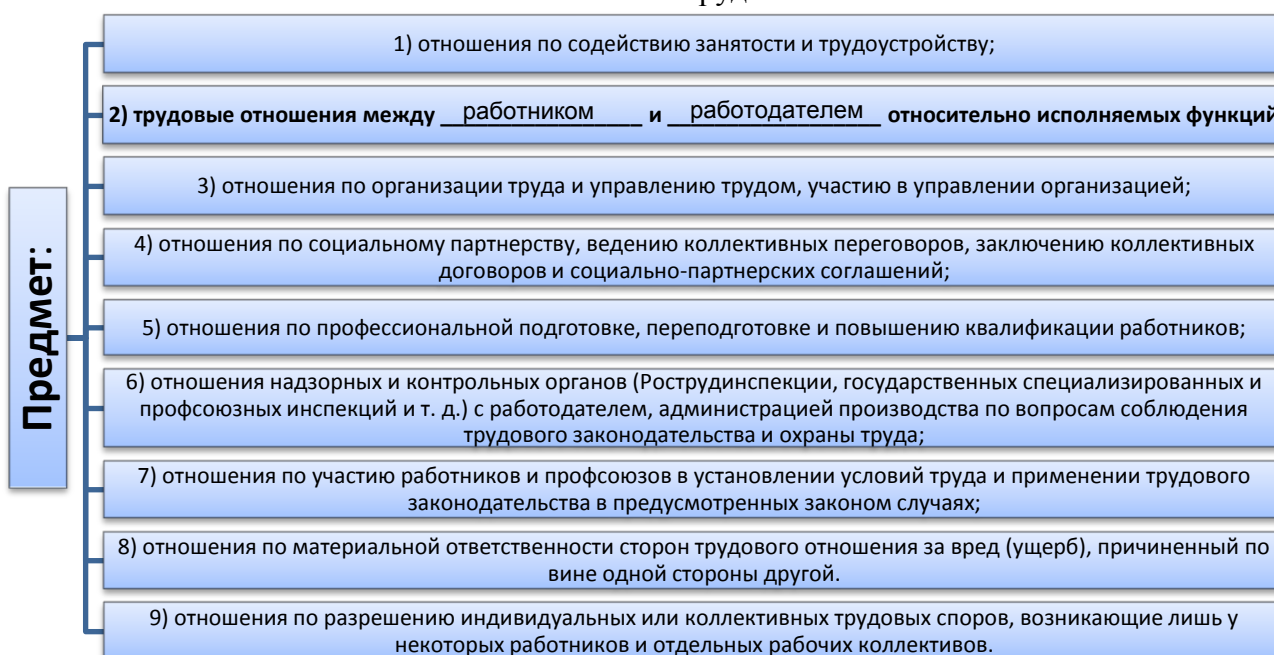 1) отношения по содействию занятости и трудоустройству;
2) трудовые отношения между работником и работодателем относительно исполняемых функций
3) отношения по организации труда и управлению трудом, участию в управлении организацией;
4) отношения по социальному партнерству, ведению коллективных переговоров, заключению коллективных
договоров и социально-партнерских соглашений;
Предмет:
5) отношения по профессиональной подготовке, переподготовке и повышению квалификации работников;
6) отношения надзорных и контрольных органов (Рострудинспекции, государственных специализированных и
профсоюзных инспекций и т. д.) с работодателем, администрацией производства по вопросам соблюдения
трудового законодательства и охраны труда;
7) отношения по участию работников и профсоюзов в установлении условий труда и применении трудового
законодательства в предусмотренных законом случаях;
8) отношения по материальной ответственности сторон трудового отношения за вред (ущерб), причиненный по
вине одной стороны другой.
9) отношения по разрешению индивидуальных или коллективных трудовых споров, возникающие лишь у
некоторых работников и отдельных рабочих коллективов.